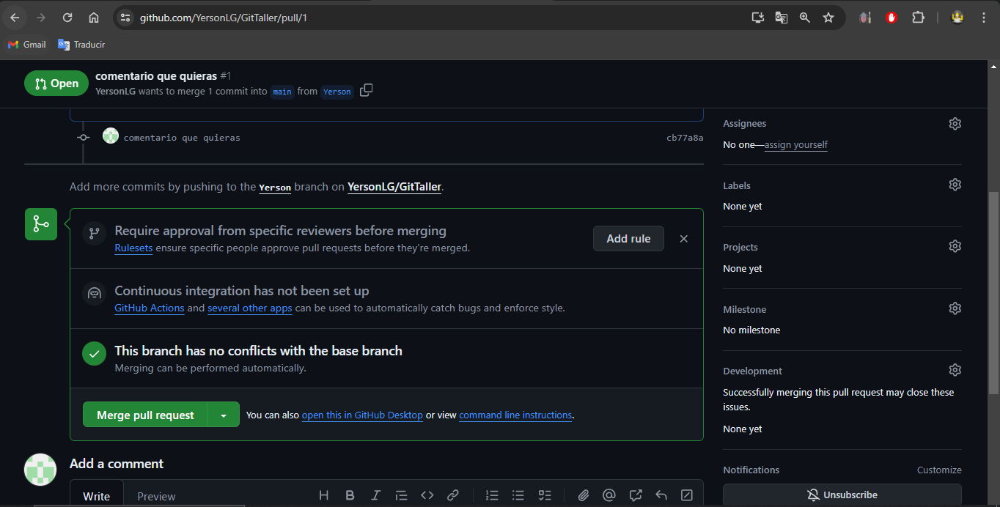 github.com/YersonLG/GitTaller/pull/1
Gmail Traducir
Open
comentario que quieras #1
YersonLG wants to merge 1 commit into main from Yerson
comentario que quieras cb77a8a
Add more commits by pushing to the Yerson branch on YersonLG/GitTaller.
Require approval from specific reviewers before merging
Rulesets ensure specific people approve pull requests before they're merged.
Add rule
Continuous integration has not been set up
GitHub Actions and several other apps can be used to automatically catch bugs and enforce style.
This branch has no conflicts with the base branch
Merging can be performed automatically.
Merge pull request
You can also open this in GitHub Desktop or view command line instructions.
Add a comment
Write Preview
Assignees
No one—assign yourself
Labels
None yet
Projects
None yet
Milestone
No milestone
Development
Successfully merging this pull request may close these
issues.
None yet
Notifications Customize
Unsubscribe